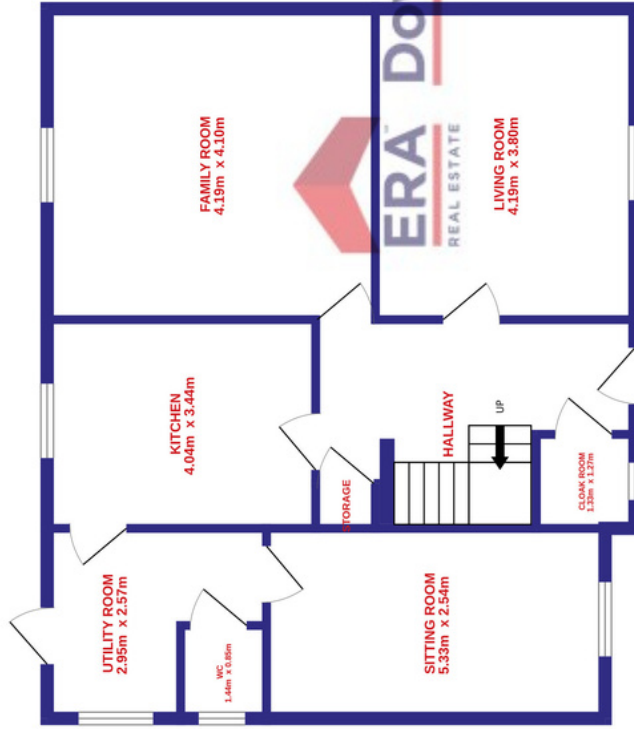 FAMILY ROOM
4.19m x 4.10m
LIVING ROOM
4.19m x 3.80m
ERA
REAL ESTATE
KITCHEN
4.04m x 3.44m
HALLWAY
UP
STORAGE
CLOAK ROOM
1.33m x 1.27m
UTILITY ROOM
2.95m x 2.57m
WC
1.44m x 0.85m
SITTING ROOM
5.33m x 2.54m